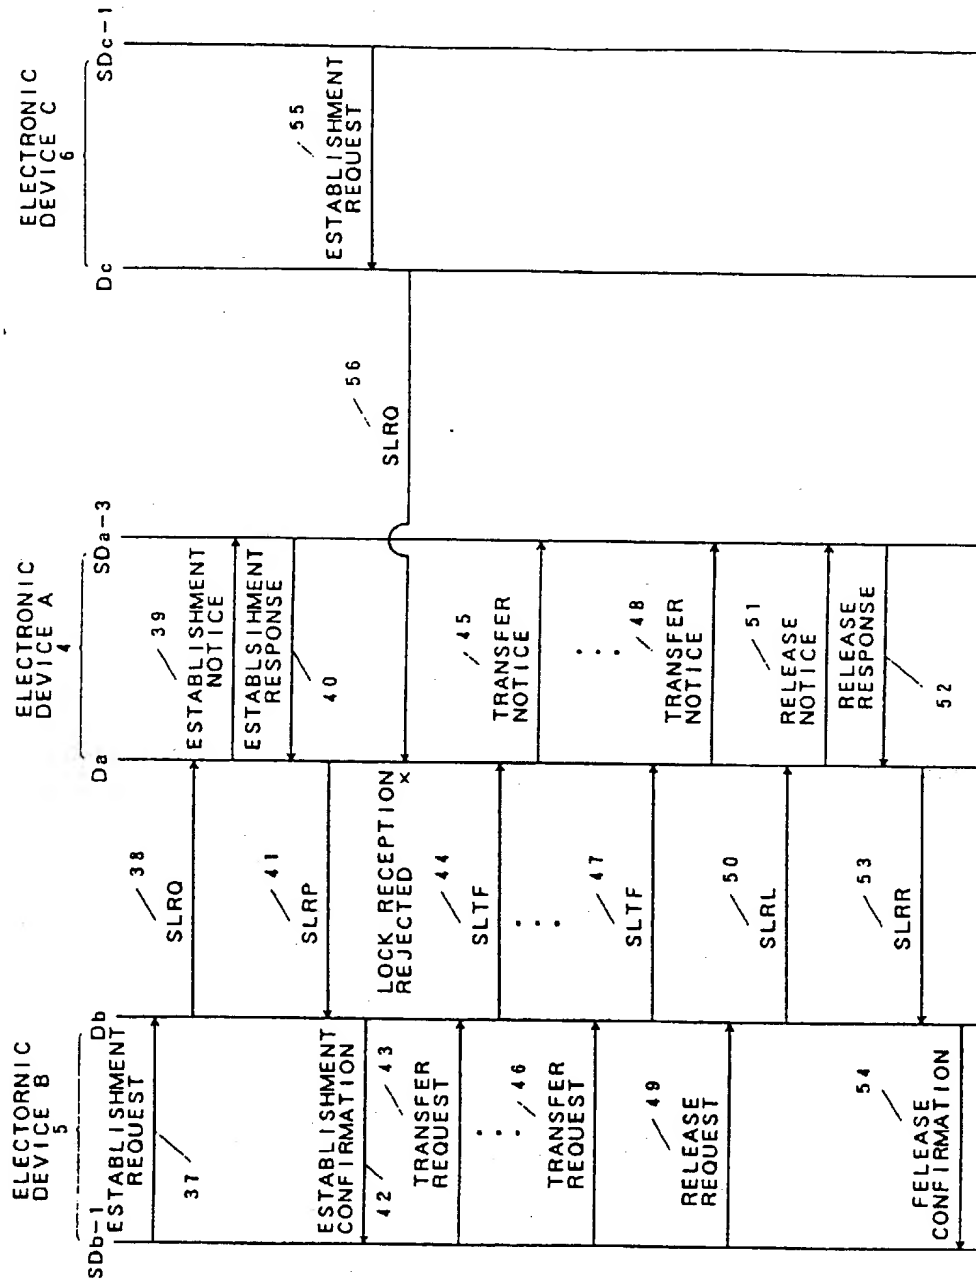 ELECTORNIC
DEVICE B
5
ELECTRONIC
DEVICE A
4
ELECTRONIC
DEVICE C
6
SDb-1
Db
Da
SDa-3
Dc
SDc-1
ESTABLISHMENT
REQUEST
37
38
SLRQ
39
ESTABLISHMENT
NOTICE
ESTABLSIHMENT
RESPONSE
40
41
SLRP
ESTABLISHMENT
CONFIRMATION
42
55
ESTABLISHMENT
REQUEST
56
SLRQ
LOCK RECEPTION
REJECTED x
43
TRANSFER
REQUEST
44
SLTF
45
TRANSFER
NOTICE
...
...
...
46
TRANSFER
REQUEST
47
SLTF
48
TRANSFER
NOTICE
49
RELEASE
REQUEST
50
SLRL
51
RELEASE
NOTICE
RELEASE
RESPONSE
52
53
SLRR
54
FELEASE
CONFIRMATION